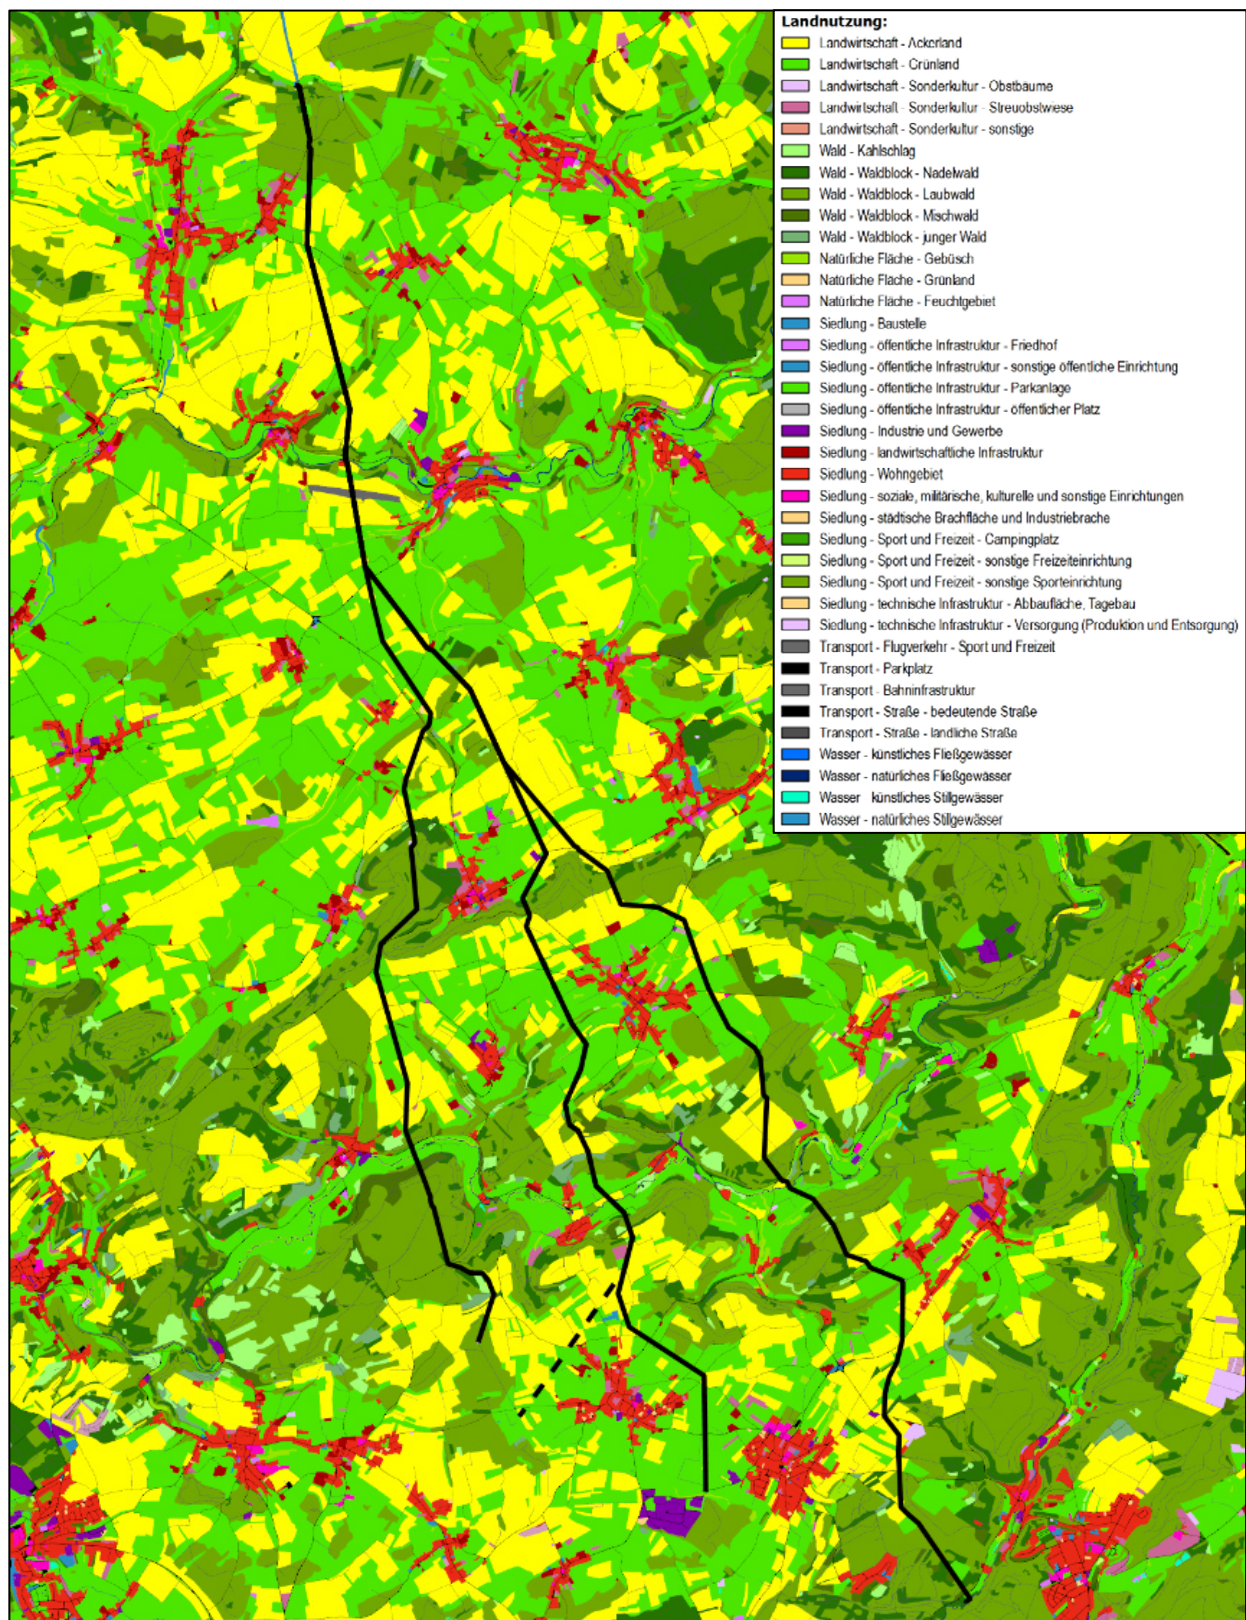 Landnutzung:
Landwirtschaft - Ackerland
Landwirtschaft - Grünland
Landwirtschaft - Sonderkultur - Obstbäume
Landwirtschaft - Sonderkultur - Streuobstwiese
Landwirtschaft - Sonderkultur - sonstige
Wald - Kahlschlag
Wald - Waldblock - Nadelwald
Wald - Waldblock - Laubwald
Wald - Waldblock - Mischwald
Wald - Waldblock - junger Wald
Natürliche Fläche - Gebüsch
Natürliche Fläche - Grünland
Natürliche Fläche - Feuchtgebiet
Siedlung - Baustelle
Siedlung - öffentliche Infrastruktur - Friedhof
Siedlung - öffentliche Infrastruktur - sonstige öffentliche Einrichtung
Siedlung - öffentliche Infrastruktur - Parkanlage
Siedlung - öffentliche Infrastruktur - öffentlicher Platz
Siedlung - Industrie und Gewerbe
Siedlung - landwirtschaftliche Infrastruktur
Siedlung - Wohngebiet
Siedlung - soziale, militärische, kulturelle und sonstige Einrichtungen
Siedlung - städtische Brachfläche und Industriebrache
Siedlung - Sport und Freizeit - Campingplatz
Siedlung - Sport und Freizeit - sonstige Freizeiteinrichtung
Siedlung - Sport und Freizeit - sonstige Sporteinrichtung
Siedlung - technische Infrastruktur - Abbaufläche, Tagebau
Siedlung - technische Infrastruktur - Versorgung (Produktion und Entsorgung)
Transport - Flugverkehr - Sport und Freizeit
Transport - Parkplatz
Transport - Bahninfrastruktur
Transport - Straße - bedeutende Straße
Transport - Straße - ländliche Straße
Wasser - künstliches Fließgewässer
Wasser - natürliches Fließgewässer
Wasser - künstliches Stillgewässer
Wasser - natürliches Stillgewässer